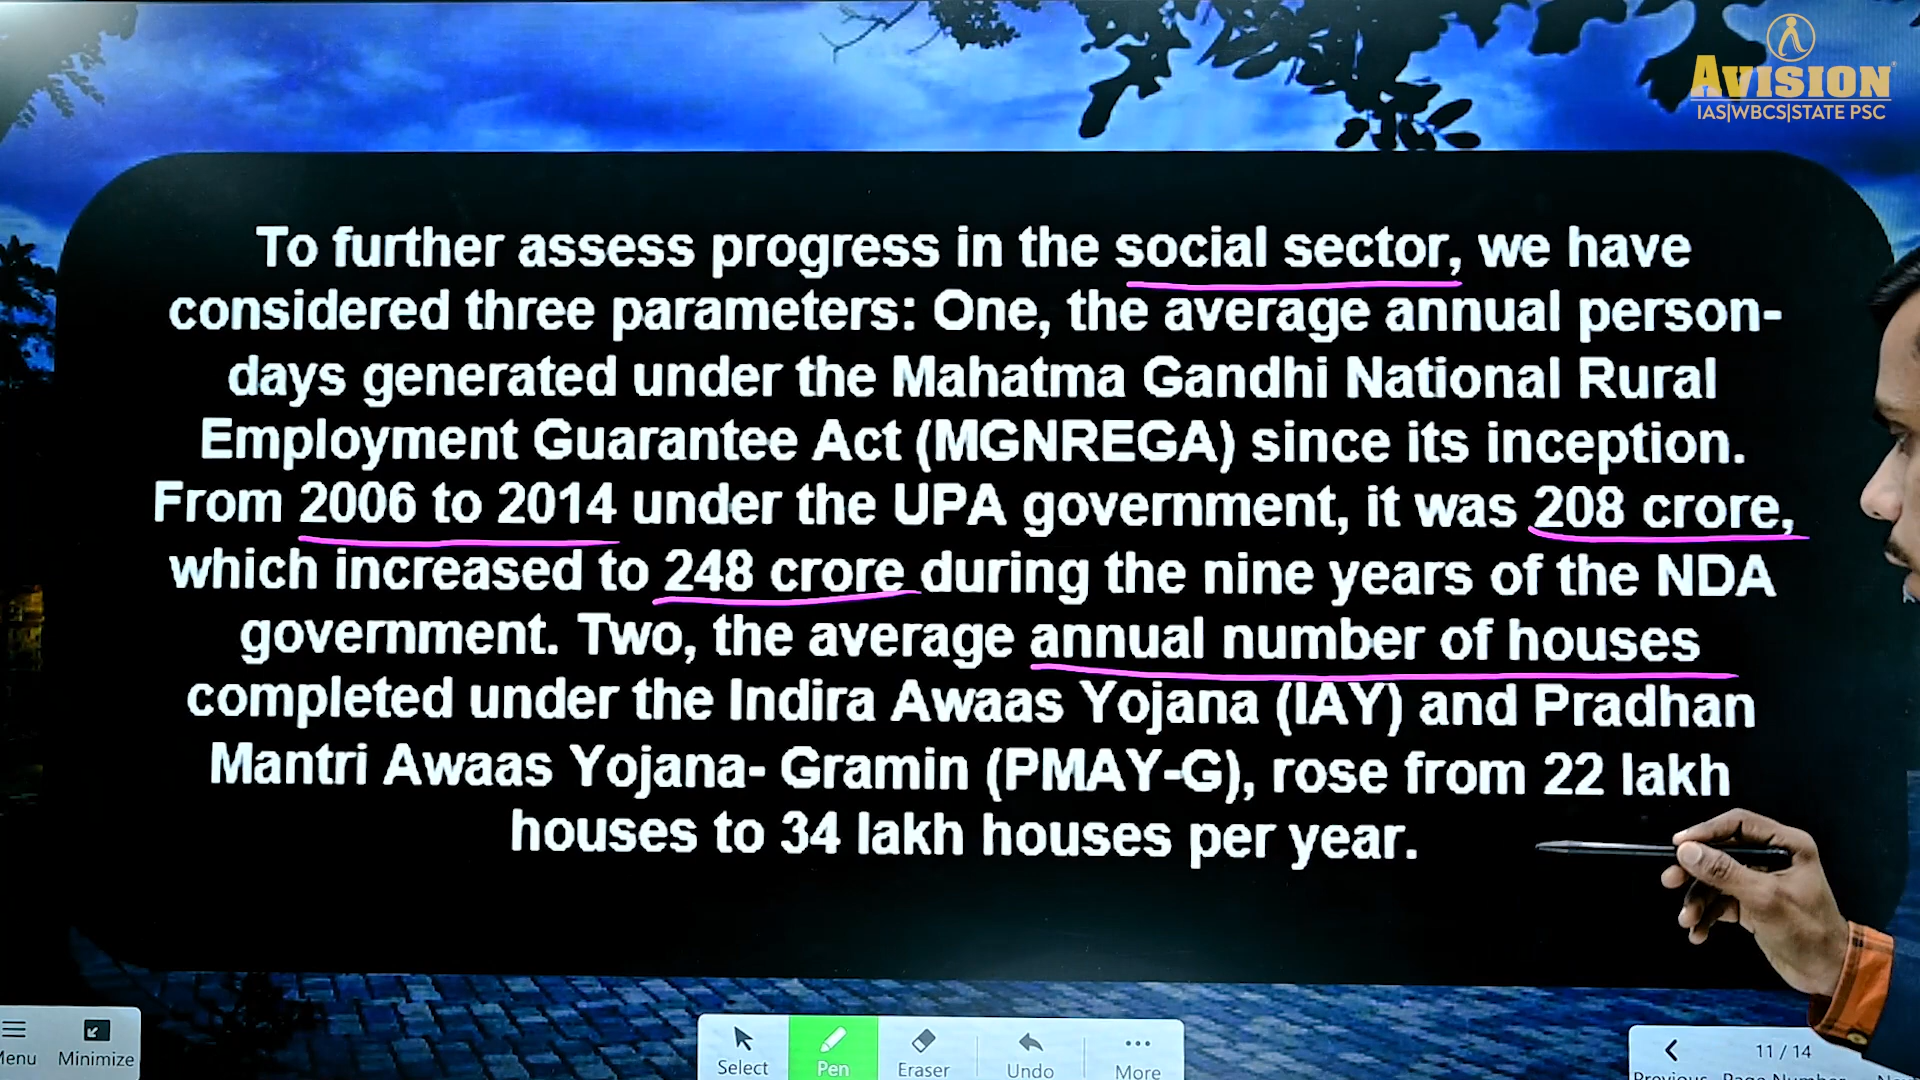 AVISION
IAS|WBCS|STATE PSC
To further assess progress in the social sector, we have
considered three parameters: One, the average annual person-
days generated under the Mahatma Gandhi National Rural
Employment Guarantee Act (MGNREGA) since its inception.
From 2006 to 2014 under the UPA government, it was 208 crore,
which increased to 248 crore during the nine years of the NDA
government. Two, the average annual number of houses
completed under the Indira Awaas Yojana (IAY) and Pradhan
Mantri Awaas Yojana- Gramin (PMAY-G), rose from 22 lakh
houses to 34 lakh houses per year.
Menu Minimize
Select Pen Eraser Undo More
11 / 14
Previous Page Number